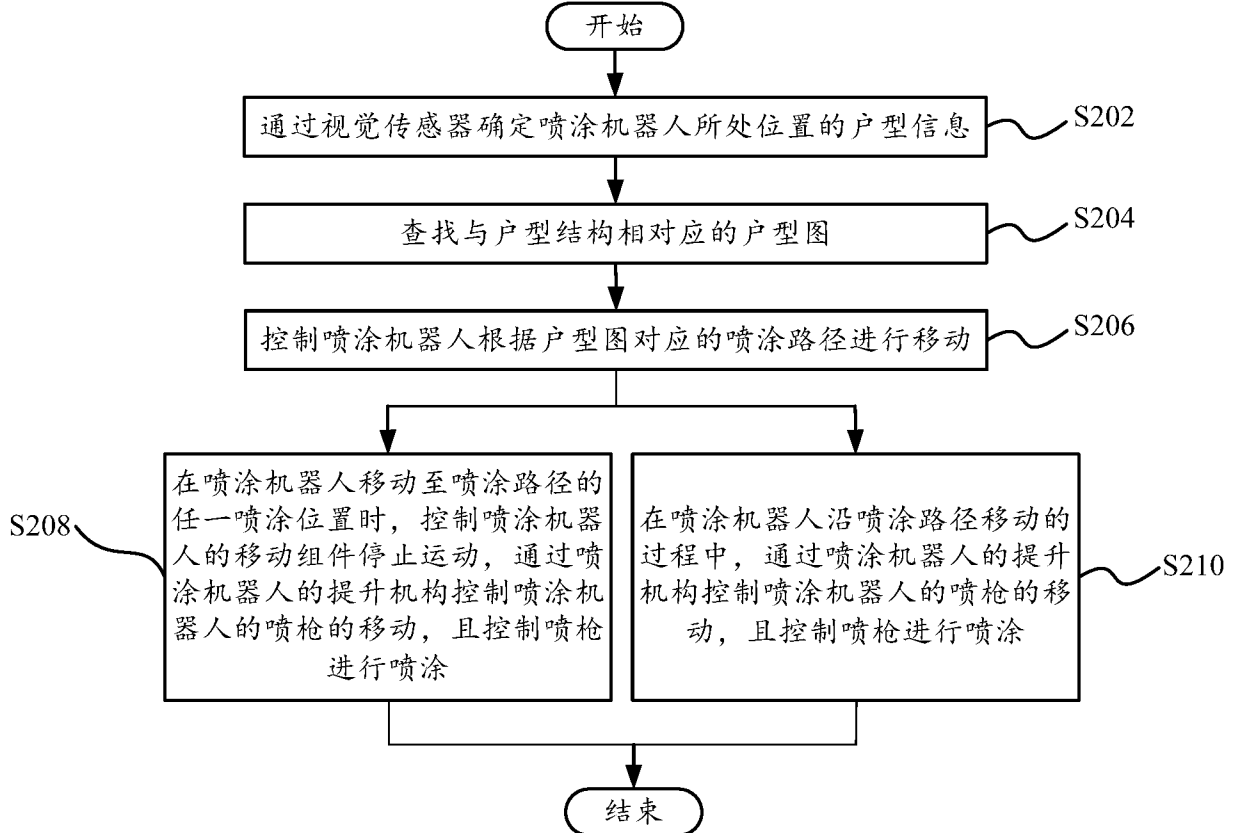 开始
通过视觉传感器确定喷涂机器人所处位置的户型信息
S202
查找与户型结构相对应的户型图
S204
控制喷涂机器人根据户型图对应的喷涂路径进行移动
S206
在喷涂机器人移动至喷涂路径的
任一喷涂位置时，控制喷涂机器
人的移动组件停止运动，通过喷
涂机器人的提升机构控制喷涂机
器人的喷枪的移动，且控制喷枪
进行喷涂
S208
在喷涂机器人沿喷涂路径移动的
过程中，通过喷涂机器人的提升
机构控制喷涂机器人的喷枪的移
动，且控制喷枪进行喷涂
S210
结束